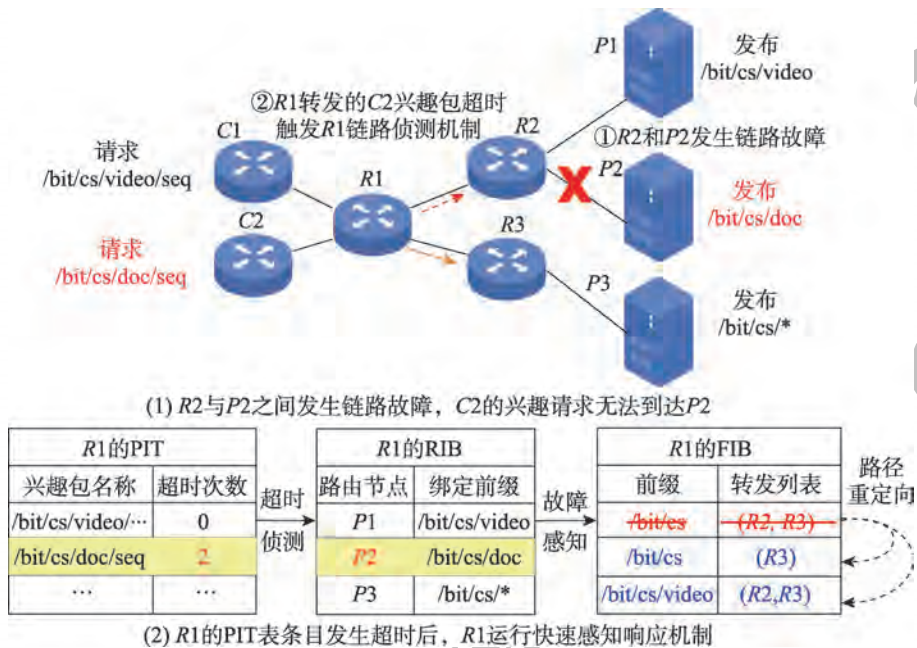 P1
发布
/bit/cs/video
②R1转发的C2兴趣包超时
触发R1链路侦测机制
C1
R2
①R2和P2发生链路故障
请求
/bit/cs/video/seq
R1
P2
发布
/bit/cs/doc
C2
R3
请求
/bit/cs/doc/seq
P3
发布
/bit/cs/*
(1) R2与P2之间发生链路故障，C2的兴趣请求无法到达P2
R1的PIT
兴趣包名称 超时次数
/bit/cs/video/… 0
/bit/cs/doc/seq 2
… …
超时
侦测
R1的RIB
路由节点 绑定前缀
P1 /bit/cs/video
P2 /bit/cs/doc
P3 /bit/cs/*
故障
感知
R1的FIB
前缀 转发列表
/bit/cs (R2, R3)
/bit/cs (R3)
/bit/cs/video (R2,R3)
路径
重定向
(2) R1的PIT表条目发生超时后，R1运行快速感知响应机制